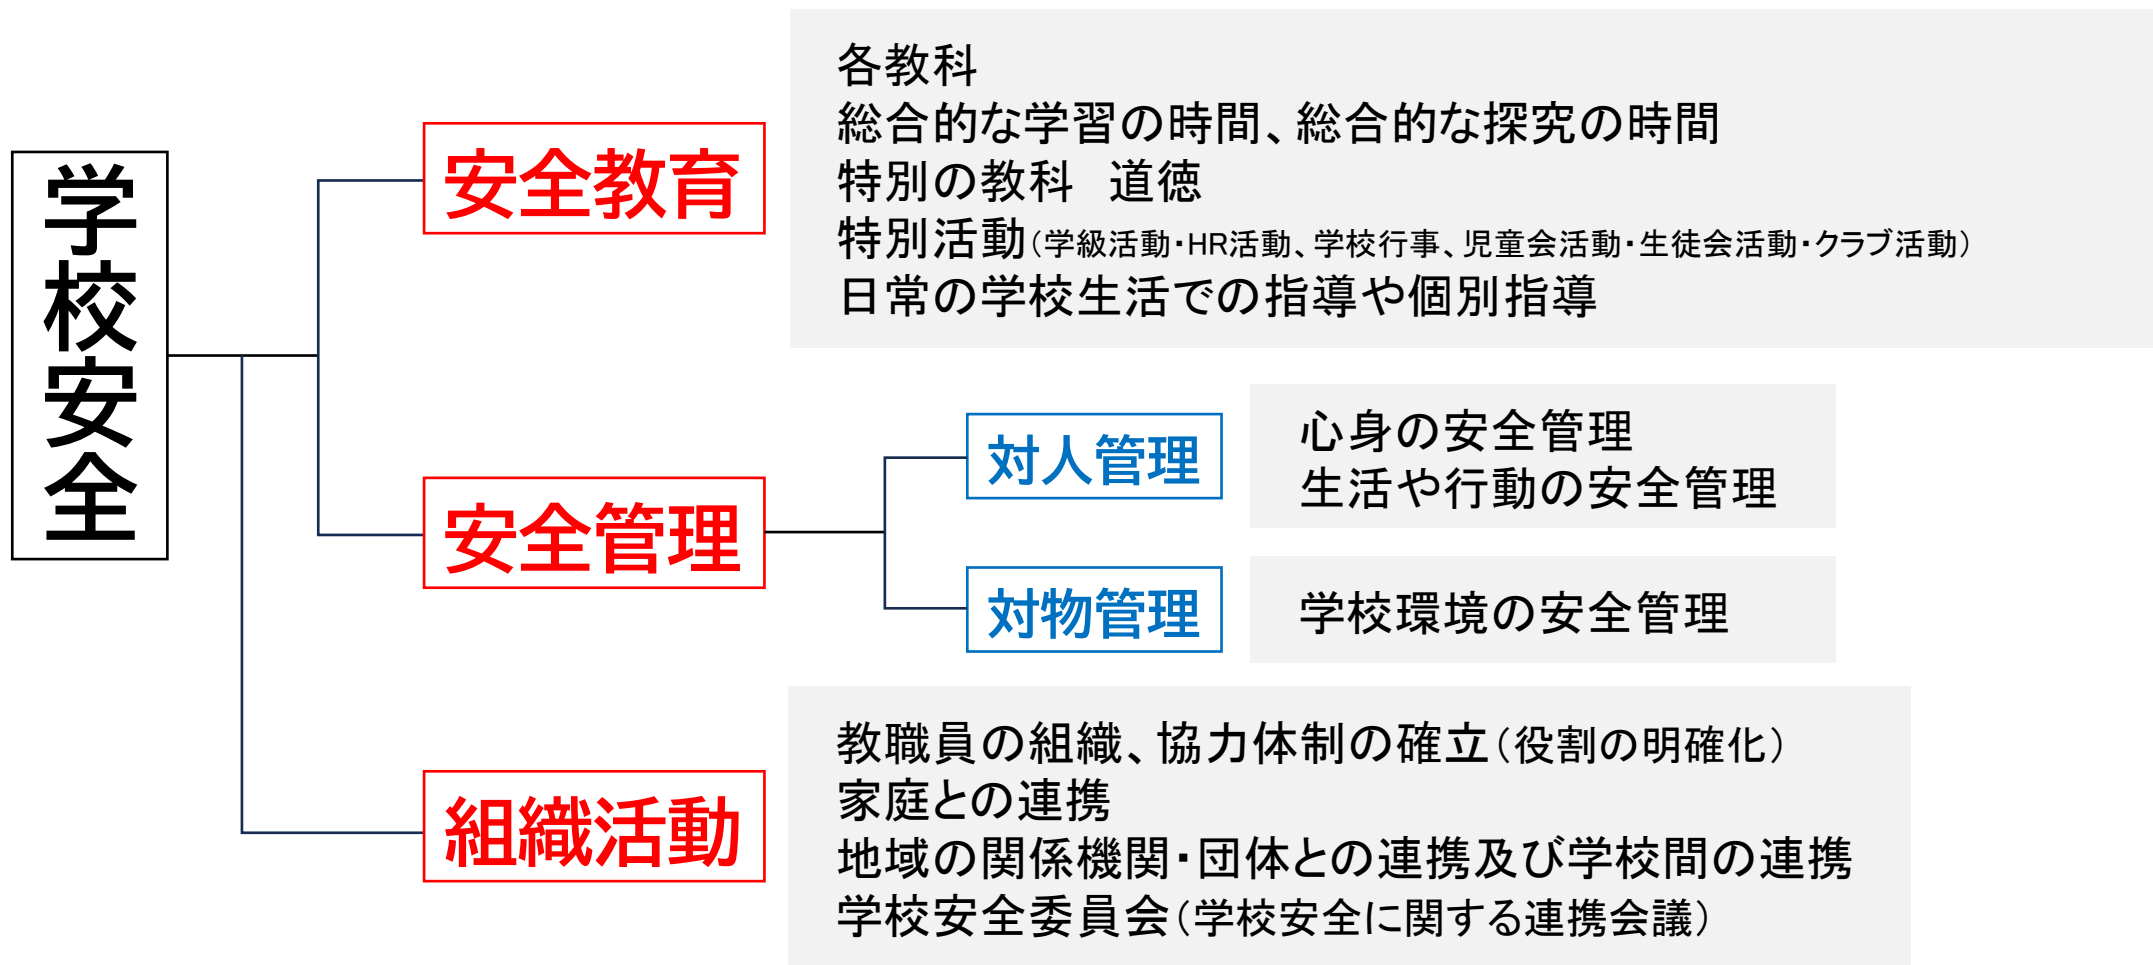 学校安全
安全教育
各教科
総合的な学習の時間、総合的な探究の時間
特別の教科　道徳
特別活動（学級活動・HR活動、学校行事、児童会活動・生徒会活動・クラブ活動）
日常の学校生活での指導や個別指導
安全管理
対人管理
心身の安全管理
生活や行動の安全管理
対物管理
学校環境の安全管理
組織活動
教職員の組織、協力体制の確立（役割の明確化）
家庭との連携
地域の関係機関・団体との連携及び学校間の連携
学校安全委員会（学校安全に関する連携会議）